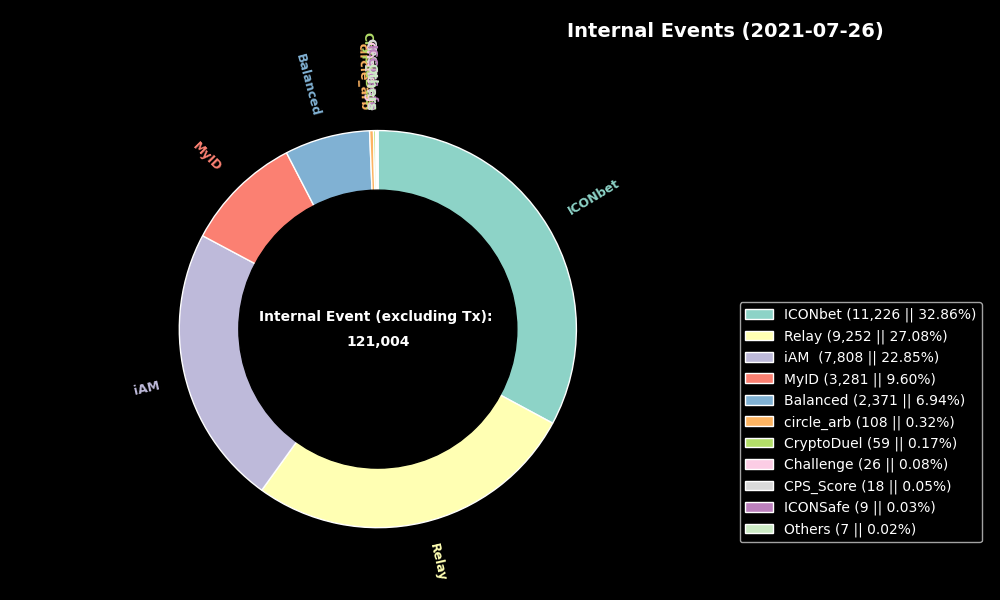 Internal Events (2021-07-26)
Balanced
circle_arb
MyID
ICONbet
Internal Event (excluding Tx):
121,004
iAM
Relay
ICONbet (11,226 || 32.86%)
Relay (9,252 || 27.08%)
iAM  (7,808 || 22.85%)
MyID (3,281 || 9.60%)
Balanced (2,371 || 6.94%)
circle_arb (108 || 0.32%)
CryptoDuel (59 || 0.17%)
Challenge (26 || 0.08%)
CPS_Score (18 || 0.05%)
ICONSafe (9 || 0.03%)
Others (7 || 0.02%)